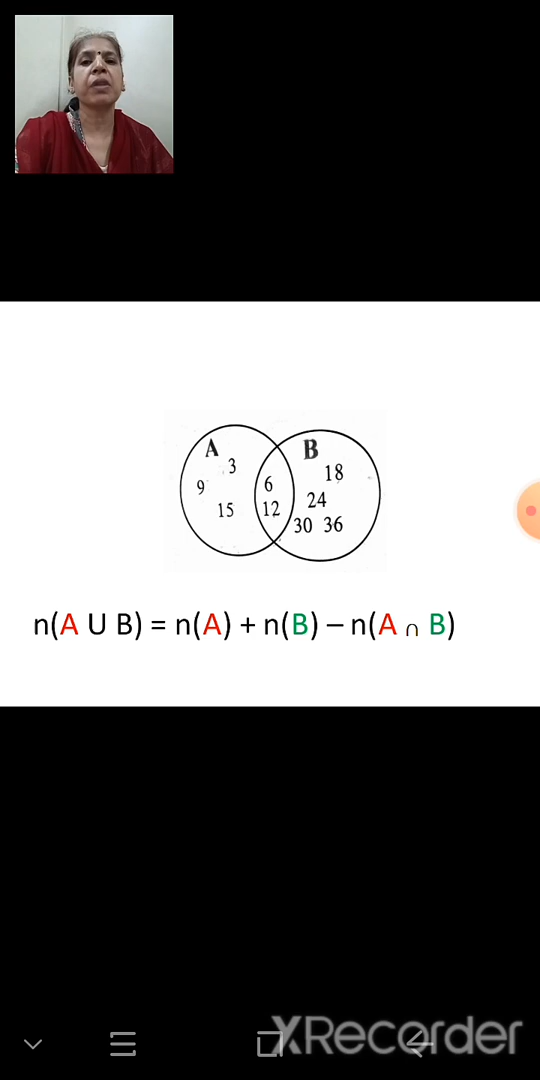 A
B
3
18
9
6
24
15
12
30 36
n(A U B) = n(A) + n(B) – n(A ∩ B)
XRecorder